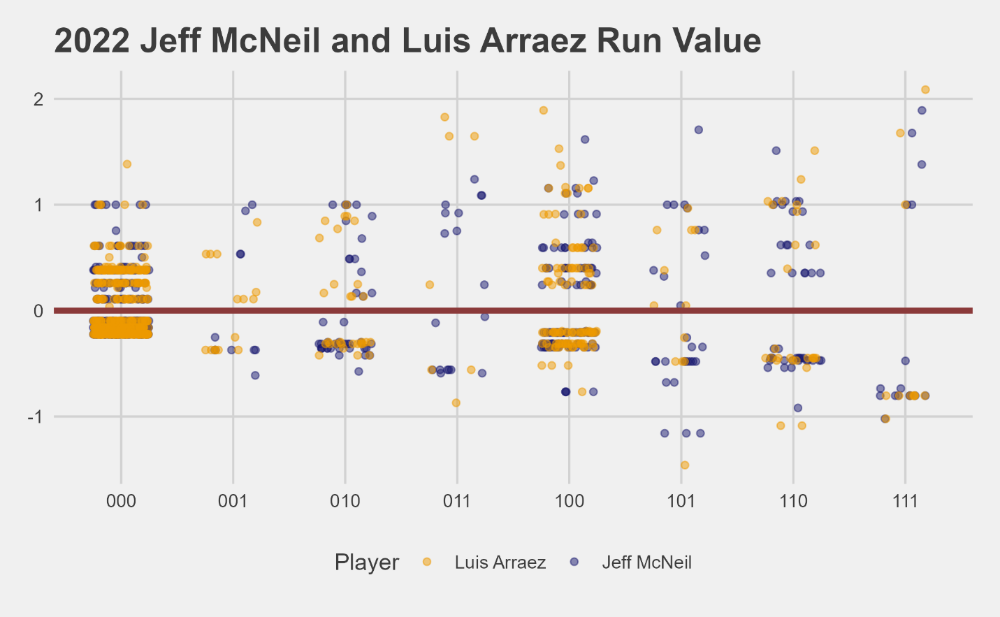 2022 Jeff McNeil and Luis Arraez Run Value
2
1
0
-1
000 001 010 011 100 101 110 111
Player Luis Arraez Jeff McNeil